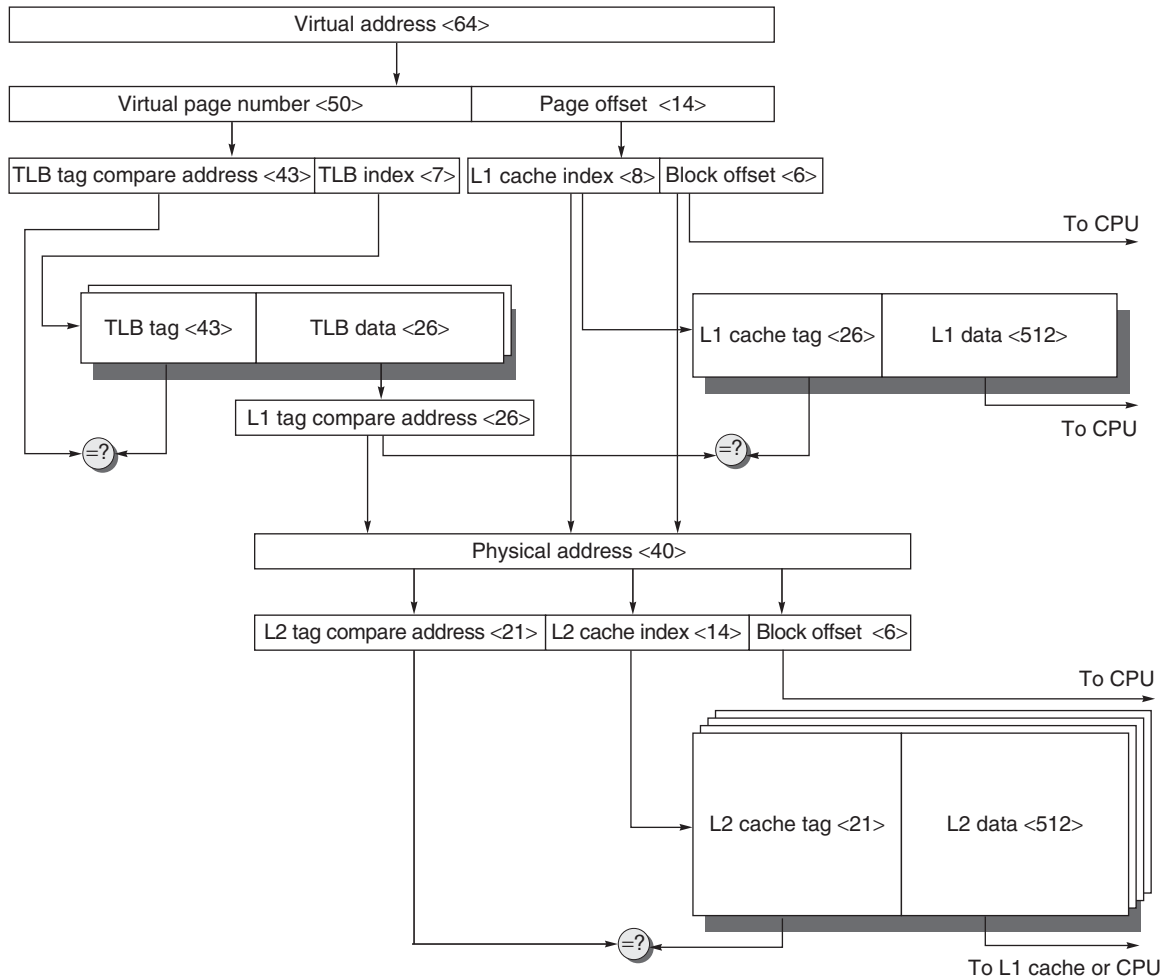 Virtual address <64>
Virtual page number <50>
Page offset <14>
TLB tag compare address <43>
TLB index <7>
L1 cache index <8>
Block offset <6>
To CPU
TLB tag <43>
TLB data <26>
L1 cache tag <26>
L1 data <512>
L1 tag compare address <26>
To CPU
=?
=?
Physical address <40>
L2 tag compare address <21>
L2 cache index <14>
Block offset <6>
To CPU
L2 cache tag <21>
L2 data <512>
=?
To L1 cache or CPU